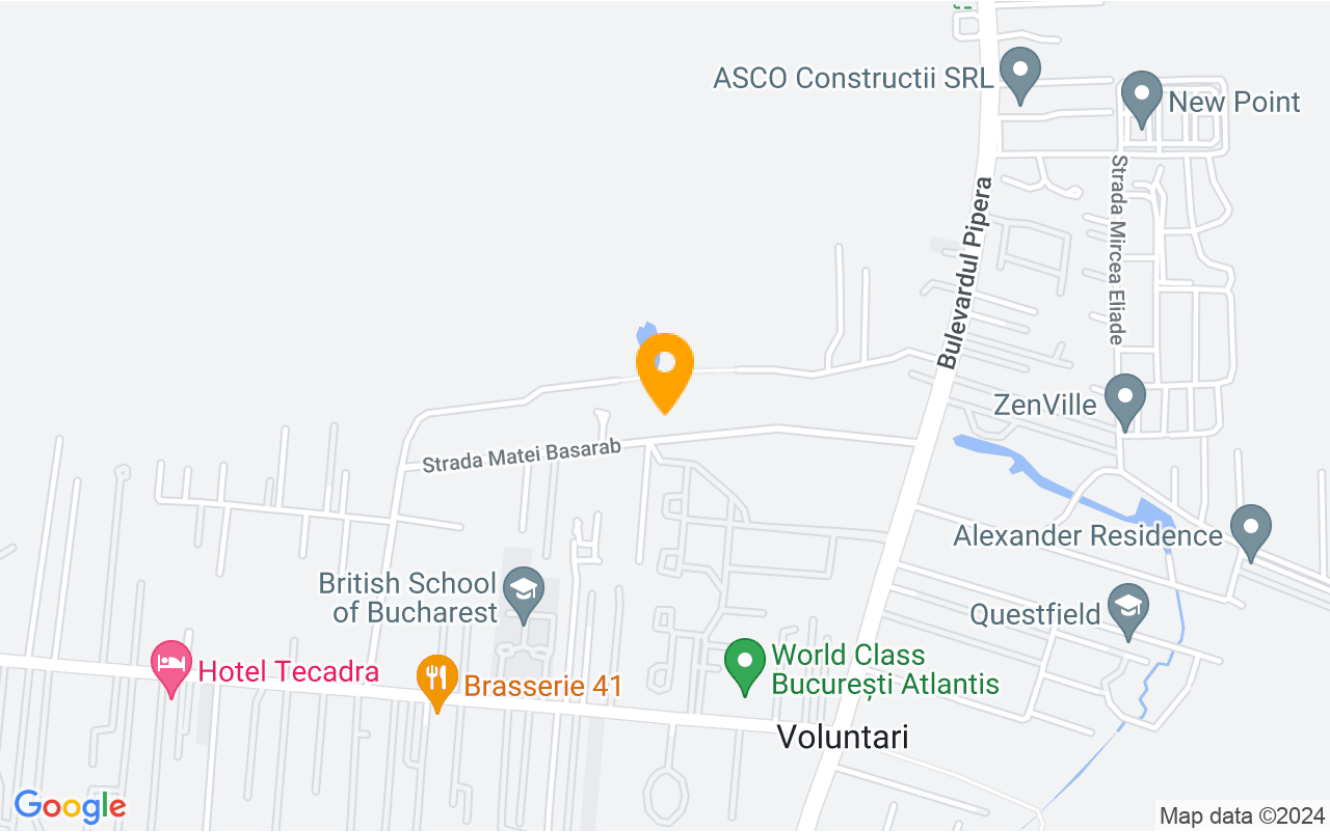 ASCO Constructii SRL
New Point
Strada Mircea Eliade
Bulevardul Pipera
ZenVille
Strada Matei Basarab
Alexander Residence
British School
of Bucharest
Questfield
Hotel Tecadra
Brasserie 41
World Class
București Atlantis
Voluntari
Google
Map data ©2024